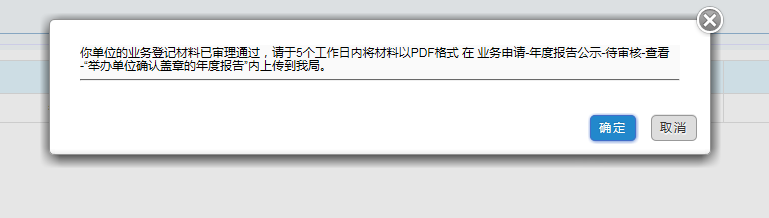 你单位的业务登记材料已审理通过，请于5个工作日内将材料以PDF格式 在 业务申请-年度报告公示-待审核-查看
-“举办单位确认盖章的年度报告”内上传到我局。
确定
取消